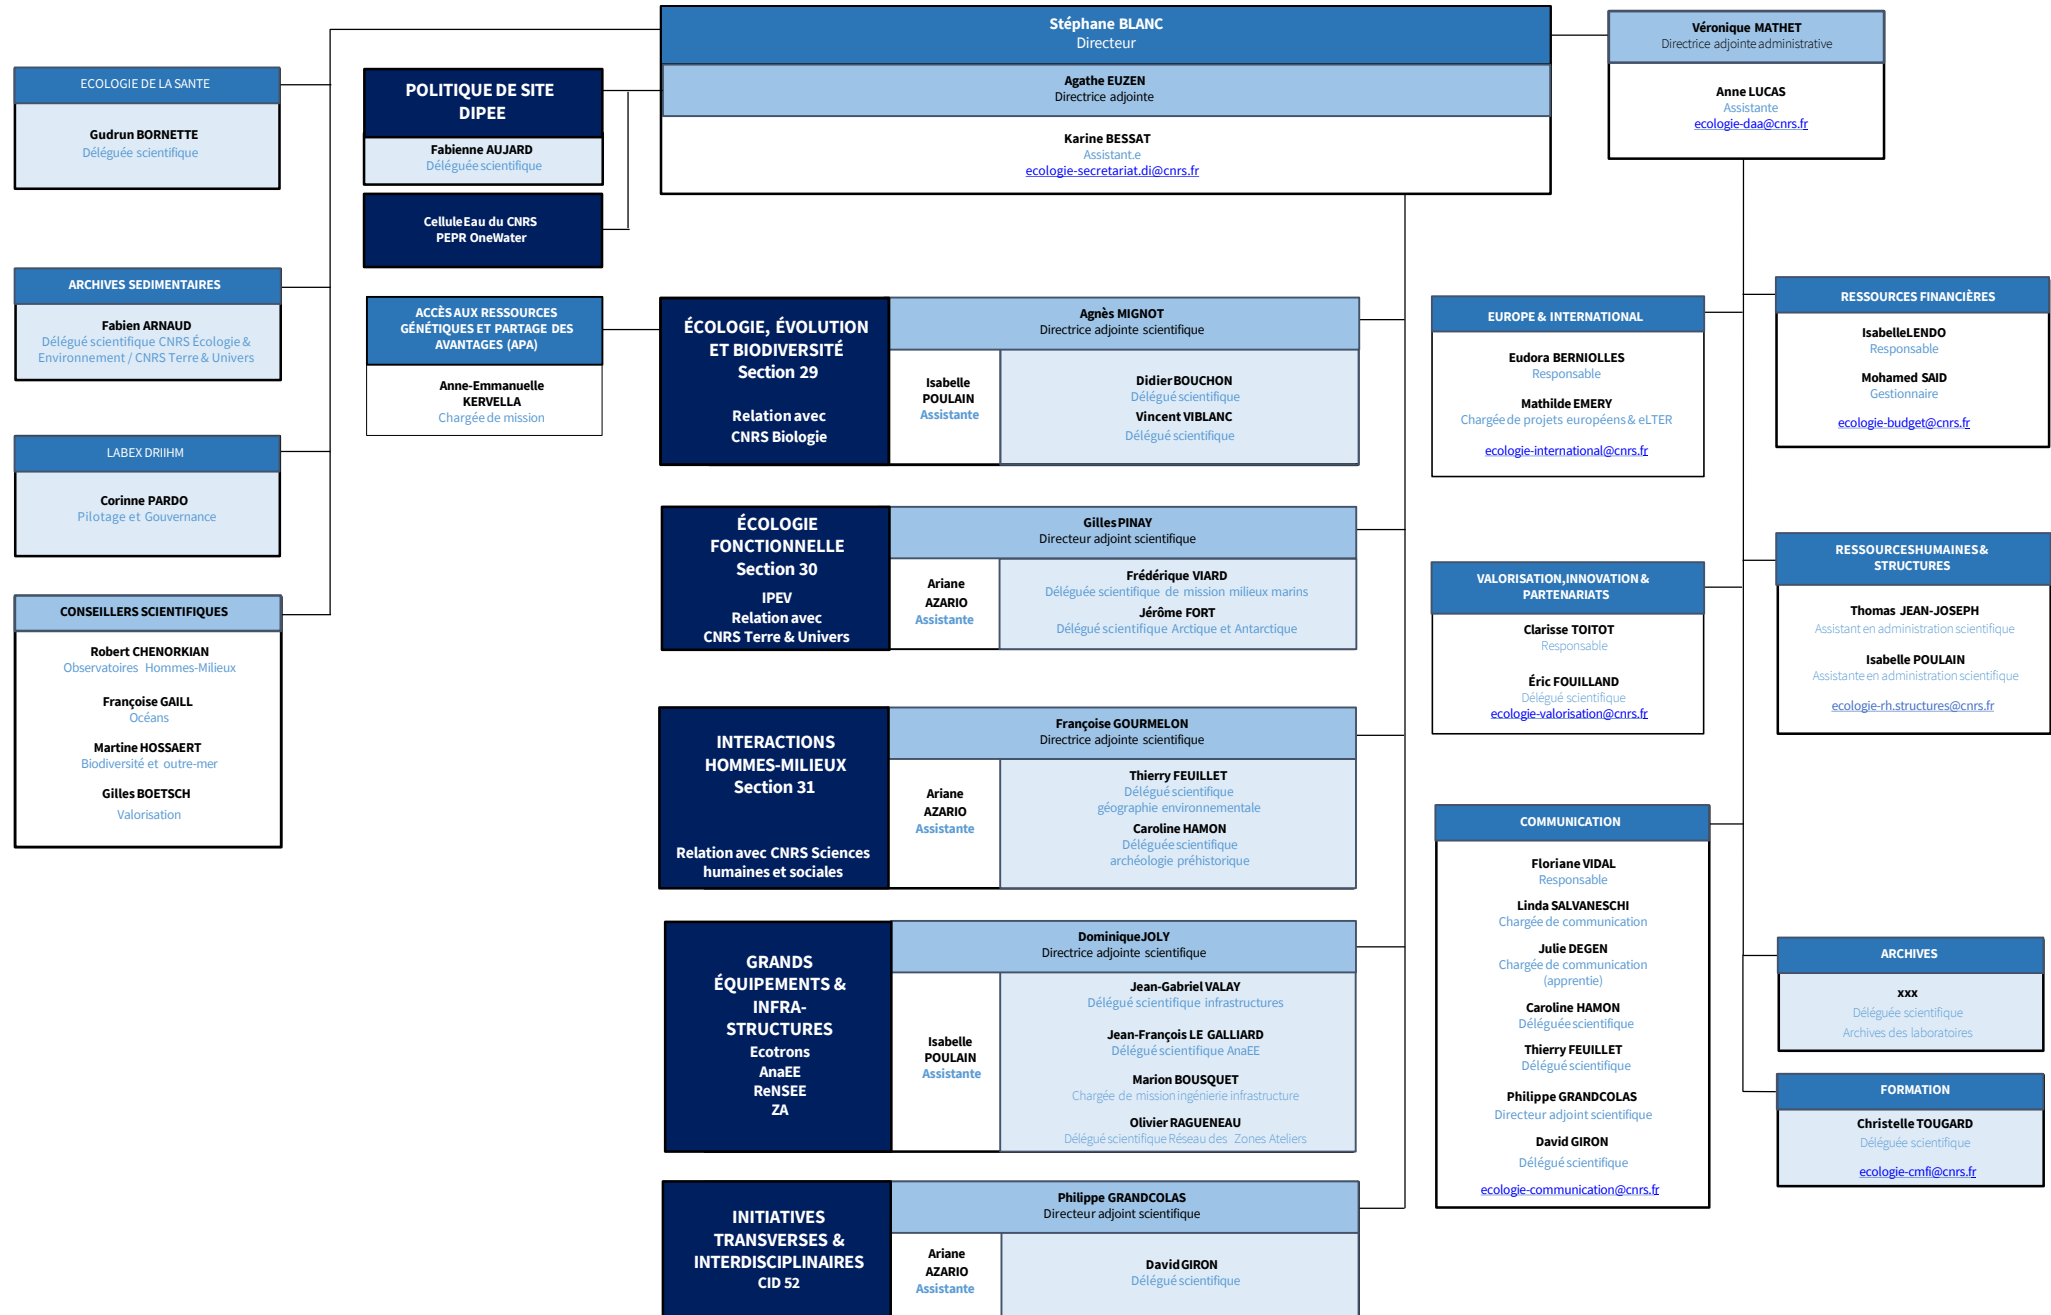 Stéphane BLANC
Directeur
Agathe EUZEN
Directrice adjointe
Karine BESSAT
Assistant.e
ecologie-secretariat.di@cnrs.fr
Véronique MATHET
Directrice adjointe administrative
Anne LUCAS
Assistante
ecologie-daa@cnrs.fr
ECOLOGIE DE LA SANTE
Gudrun BORNETTE
Déléguée scientifique
POLITIQUE DE SITE
DIPEE
Fabienne AUJARD
Déléguée scientifique
Cellule Eau du CNRS
PEPR OneWater
ARCHIVES SEDIMENTAIRES
Fabien ARNAUD
Délégué scientifique CNRS Écologie &
Environnement / CNRS Terre & Univers
LABEX DRIIHM
Corinne PARDO
Pilotage et Gouvernance
CONSEILLERS SCIENTIFIQUES
Robert CHENORKIAN
Observatoires Hommes-Milieux
Françoise GAILL
Océans
Martine HOSSAERT
Biodiversité et outre-mer
Gilles BOETSCH
Valorisation
ACCÈS AUX RESSOURCES
GÉNÉTIQUES ET PARTAGE DES
AVANTAGES (APA)
Anne-Emmanuelle
KERVELLA
Chargée de mission
ÉCOLOGIE, ÉVOLUTION
ET BIODIVERSITÉ
Section 29
Relation avec
CNRS Biologie
Agnès MIGNOT
Directrice adjointe scientifique
Isabelle
POULAIN
Assistante
Didier BOUCHON
Délégué scientifique
Vincent VIBLANC
Délégué scientifique
ÉCOLOGIE
FONCTIONNELLE
Section 30
IPEV
Relation avec
CNRS Terre & Univers
Gilles PINAY
Directeur adjoint scientifique
Ariane
AZARIO
Assistante
Frédérique VIARD
Déléguée scientifique de mission milieux marins
Jérôme FORT
Délégué scientifique Arctique et Antarctique
INTERACTIONS
HOMMES-MILIEUX
Section 31
Relation avec CNRS Sciences
humaines et sociales
Françoise GOURMELON
Directrice adjointe scientifique
Ariane
AZARIO
Assistante
Thierry FEUILLET
Délégué scientifique
géographie environnementale
Caroline HAMON
Déléguée scientifique
archéologie préhistorique
GRANDS
ÉQUIPEMENTS &
INFRA-
STRUCTURES
Ecotrons
AnaEE
ReNSEE
ZA
Dominique JOLY
Directrice adjointe scientifique
Isabelle
POULAIN
Assistante
Jean-Gabriel VALAY
Délégué scientifique infrastructures
Jean-François LE GALLIARD
Délégué scientifique AnaEE
Marion BOUSQUET
Chargée de mission ingénierie infrastructure
Olivier RAGUENEAU
Délégué scientifique Réseau des Zones Ateliers
INITIATIVES
TRANSVERSES &
INTERDISCIPLINAIRES
CID 52
Philippe GRANDCOLAS
Directeur adjoint scientifique
Ariane
AZARIO
Assistante
David GIRON
Délégué scientifique
EUROPE & INTERNATIONAL
Eudora BERNIOLLES
Responsable
Mathilde EMERY
Chargée de projets européens & eLTER
ecologie-international@cnrs.fr
VALORISATION, INNOVATION &
PARTENARIATS
Clarisse TOITOT
Responsable
Éric FOUILLAND
Délégué scientifique
ecologie-valorisation@cnrs.fr
COMMUNICATION
Floriane VIDAL
Responsable
Linda SALVANESCHI
Chargée de communication
Julie DEGEN
Chargée de communication
(apprentie)
Caroline HAMON
Déléguée scientifique
Thierry FEUILLET
Délégué scientifique
Philippe GRANDCOLAS
Directeur adjoint scientifique
David GIRON
Délégué scientifique
ecologie-communication@cnrs.fr
RESSOURCES FINANCIÈRES
Isabelle LENDO
Responsable
Mohamed SAID
Gestionnaire
ecologie-budget@cnrs.fr
RESSOURCES HUMAINES &
STRUCTURES
Thomas JEAN-JOSEPH
Assistant en administration scientifique
Isabelle POULAIN
Assistante en administration scientifique
ecologie-rh.structures@cnrs.fr
ARCHIVES
xxx
Déléguée scientifique
Archives des laboratoires
FORMATION
Christelle TOUGARD
Déléguée scientifique
ecologie-cmfi@cnrs.fr